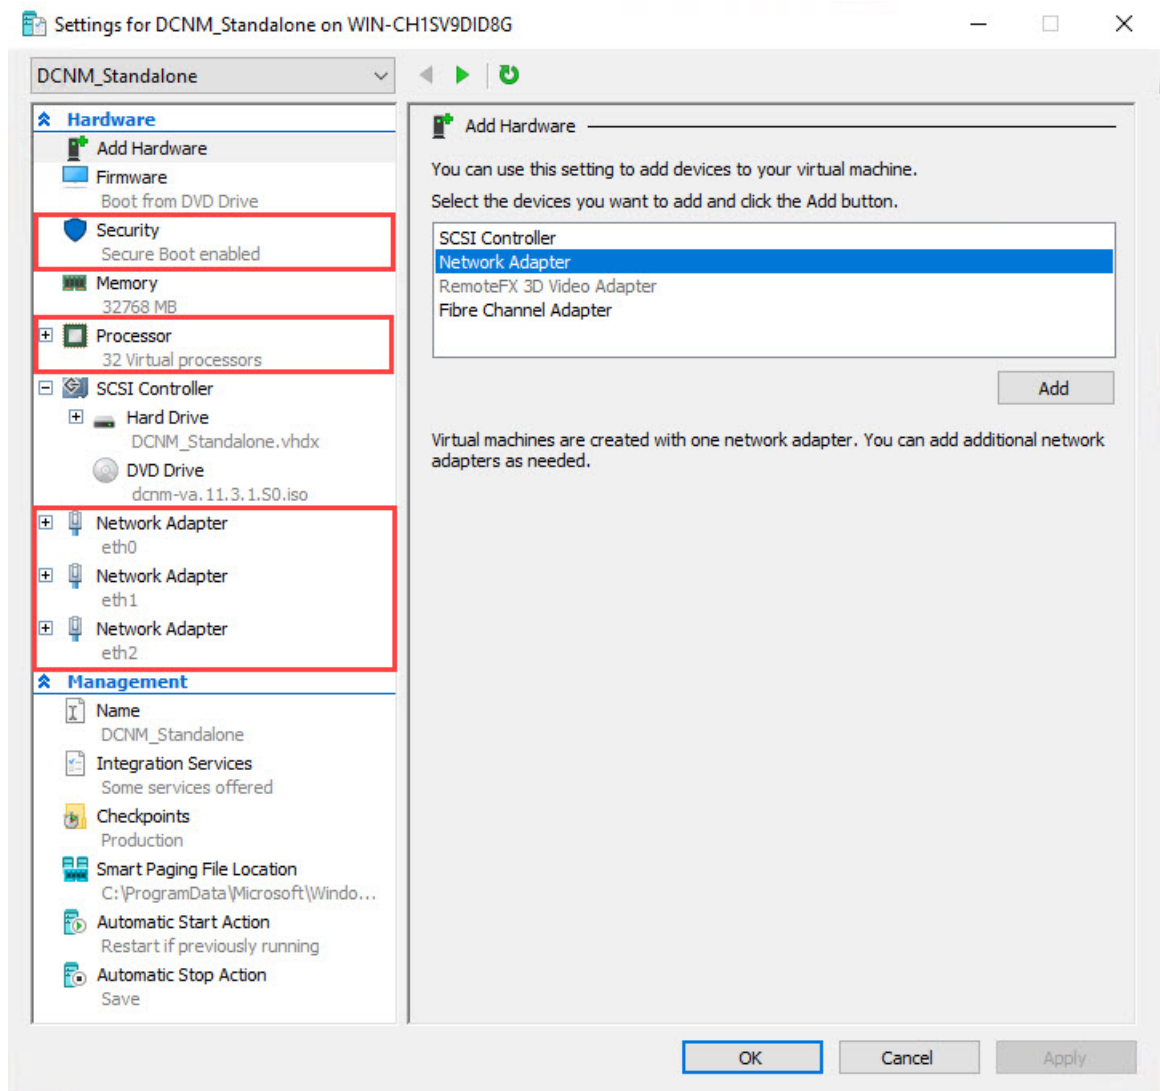 Settings for DCNM_Standalone on WIN-CH1SV9DID8G
DCNM_Standalone
Hardware
Add Hardware
Firmware
Boot from DVD Drive
Security
Secure Boot enabled
Memory
32768 MB
Processor
32 Virtual processors
SCSI Controller
Hard Drive
DCNM_Standalone.vhdx
DVD Drive
dcnm-va.11.3.1.S0.iso
Network Adapter
eth0
Network Adapter
eth1
Network Adapter
eth2
Management
Name
DCNM_Standalone
Integration Services
Some services offered
Checkpoints
Production
Smart Paging File Location
C:\ProgramData\Microsoft\Windo...
Automatic Start Action
Restart if previously running
Automatic Stop Action
Save
Add Hardware
You can use this setting to add devices to your virtual machine.
Select the devices you want to add and click the Add button.
SCSI Controller
Network Adapter
RemoteFX 3D Video Adapter
Fibre Channel Adapter
Add
Virtual machines are created with one network adapter. You can add additional network
adapters as needed.
OK
Cancel
Apply